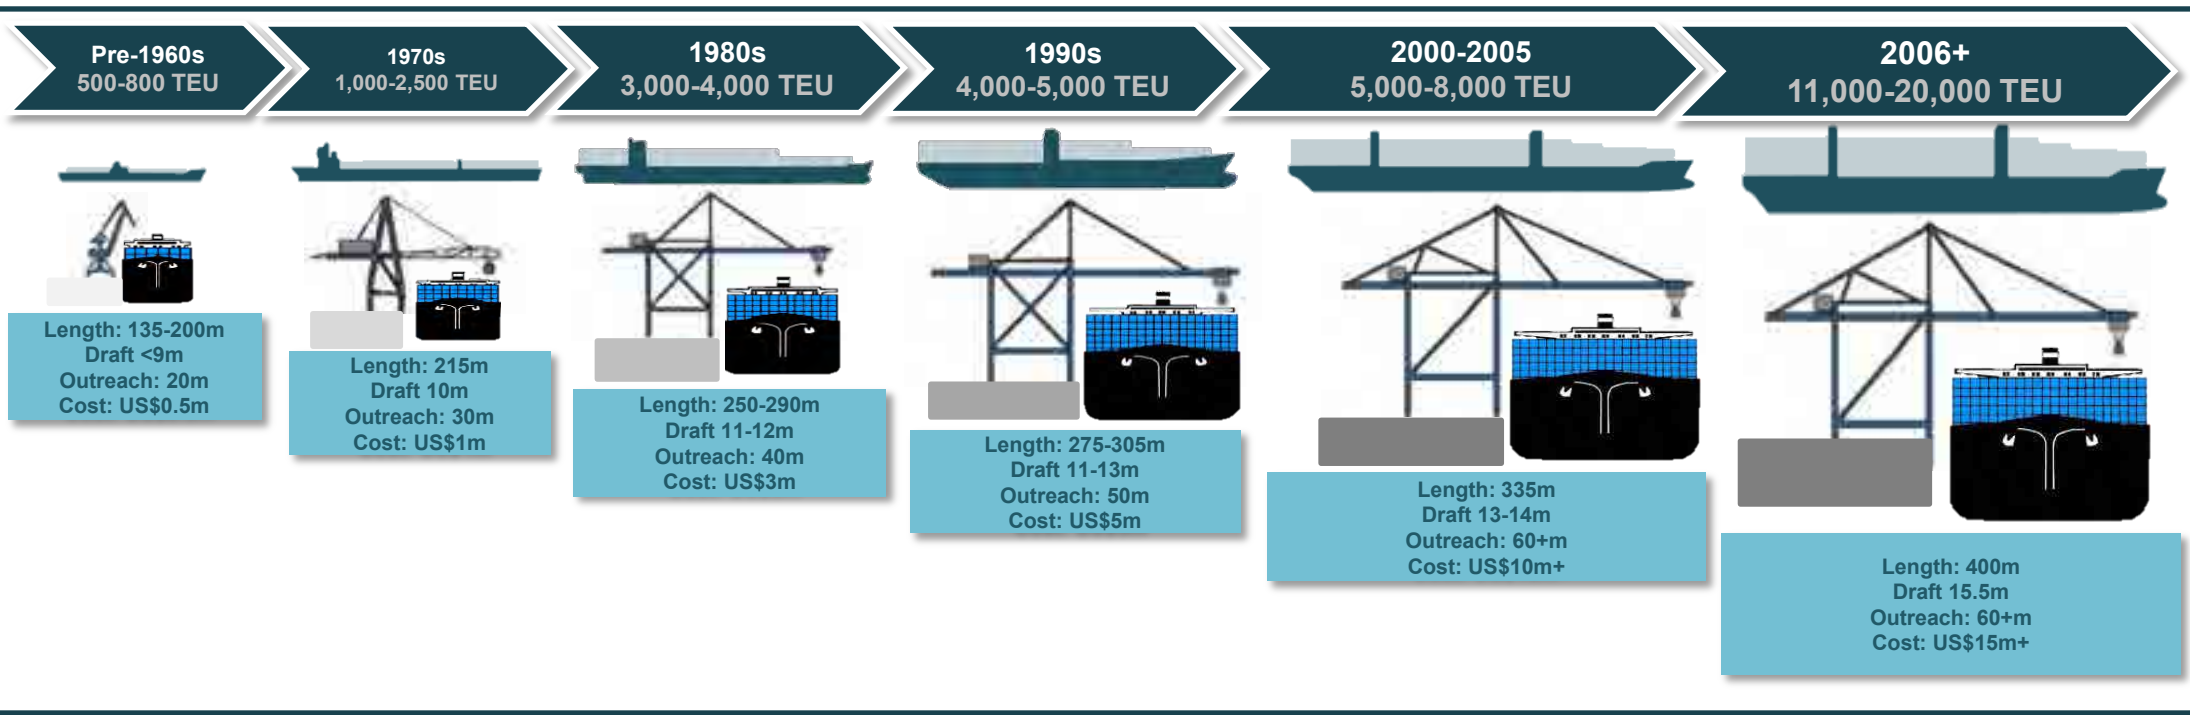 Pre-1960s
500-800 TEU
1970s
1,000-2,500 TEU
1980s
3,000-4,000 TEU
1990s
4,000-5,000 TEU
2000-2005
5,000-8,000 TEU
2006+
11,000-20,000 TEU
Length: 135-200m
Draft <9m
Outreach: 20m
Cost: US$0.5m
Length: 215m
Draft 10m
Outreach: 30m
Cost: US$1m
Length: 250-290m
Draft 11-12m
Outreach: 40m
Cost: US$3m
Length: 275-305m
Draft 11-13m
Outreach: 50m
Cost: US$5m
Length: 335m
Draft 13-14m
Outreach: 60+m
Cost: US$10m+
Length: 400m
Draft 15.5m
Outreach: 60+m
Cost: US$15m+